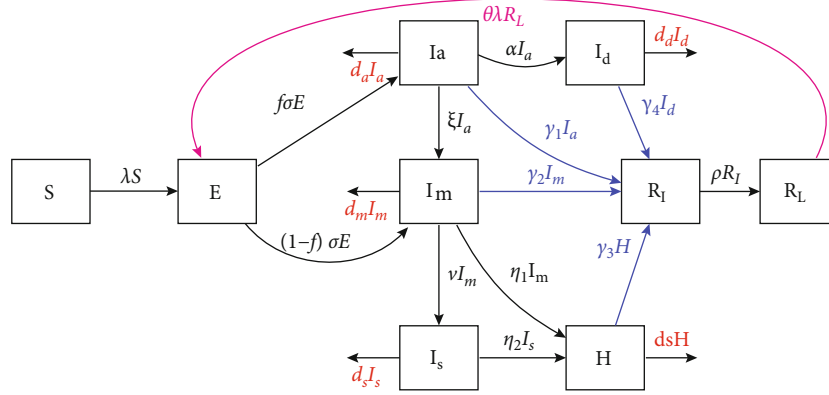 θλR_L
Ia
αI_a
I_d
d_dI_d
d_aI_a
fσE
ξI_a
γ_1I_a
γ_4I_d
S
λS
E
I_m
γ_2I_m
R_I
ρR_I
R_L
d_mI_m
(1−f) σE
νI_m
η_1I_m
γ_3H
I_s
η_2I_s
H
dsH
d_sI_s